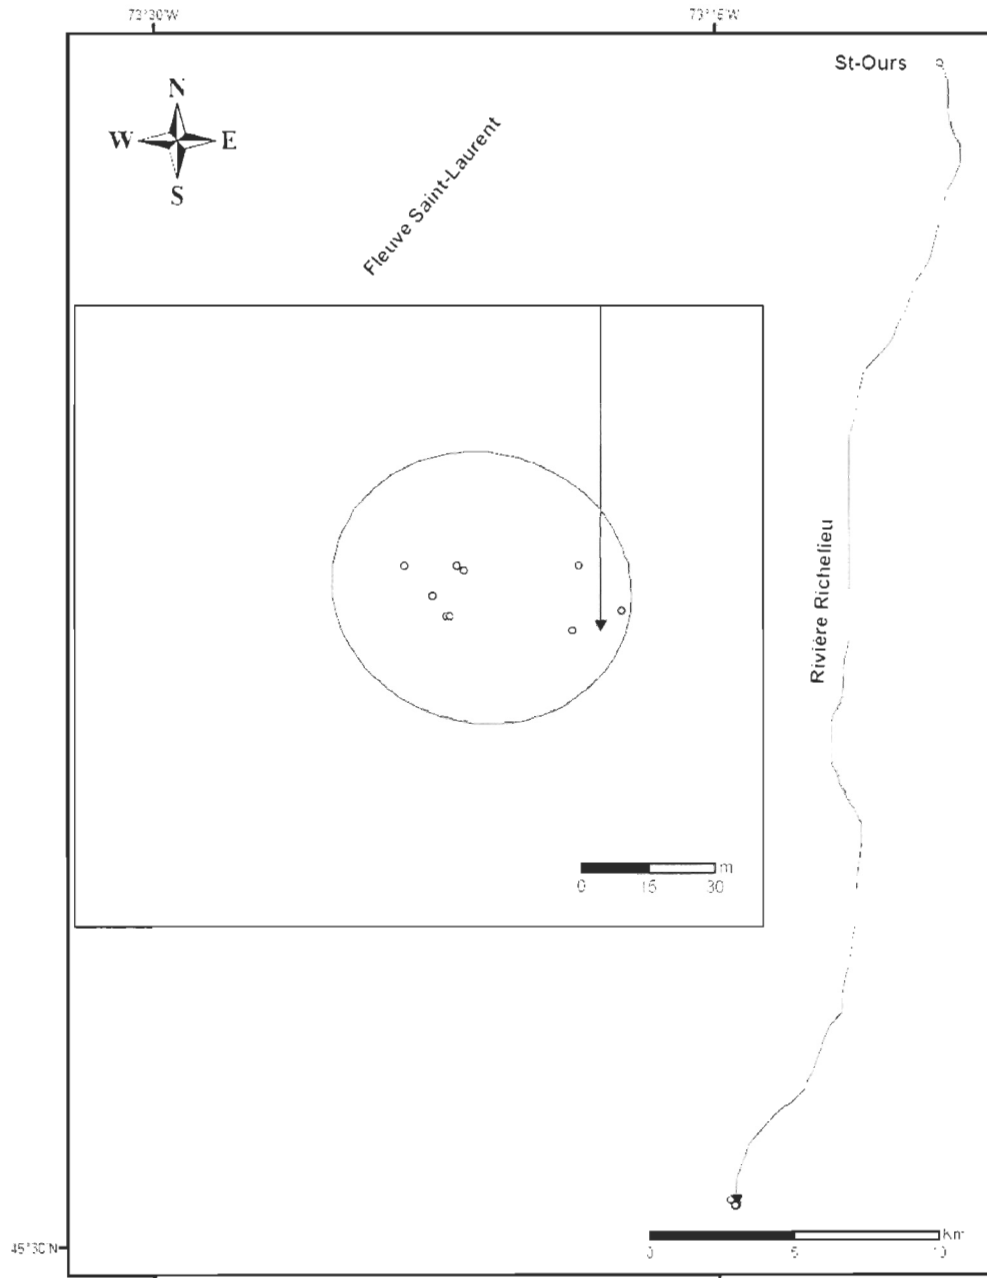 73°30'W
73°15'W
St-Ours
N
W E
S
Fleuve Saint-Laurent
Rivière Richelieu
m
0 15 30
Km
0 5 10
45°30'N